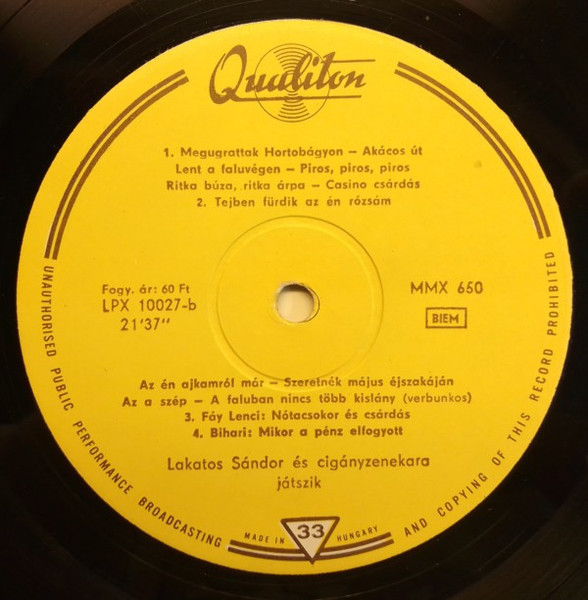 Qualiton
1. Megugrattak Hortobágyon – Akácos út
Lent a faluvégen – Piros, piros, piros
Ritka búza, ritka árpa – Casino csárdás
2. Tejben fürdik az én rózsám
Fogy. ár: 60 Ft
LPX 10027-b
21'37"
MMX 650
BIEM
Az én ajkamról már – Szeretnék május éjszakáján
Az a szép – A faluban nincs több kislány (verbunkos)
3. Fáy Lenci: Nótacsokor és csárdás
4. Bihari: Mikor a pénz elfogyott
Lakatos Sándor és cigányzenekara
játszik
UNAUTHORISED PUBLIC PERFORMANCE BROADCASTING
AND COPYING OF THIS RECORD PROHIBITED
MADE IN 33 HUNGARY